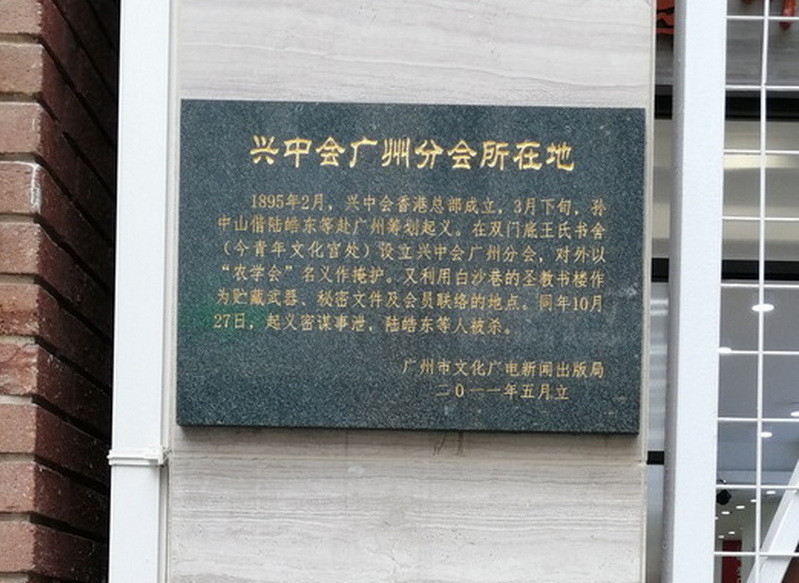 兴中会广州分会所在地
1895年2月，兴中会香港总部成立，3月下旬，孙
中山偕陆皓东等赴广州筹划起义。在双门底王氏书舍
（今青年文化宫处）设立兴中会广州分会，对外以
“农学会”名义作掩护。又利用白沙巷的圣教书楼作
为贮藏武器、秘密文件及会员联络的地点。同年10月
27日，起义密谋事泄，陆皓东等人被杀。
广州市文化广电新闻出版局
二0一一年五月立